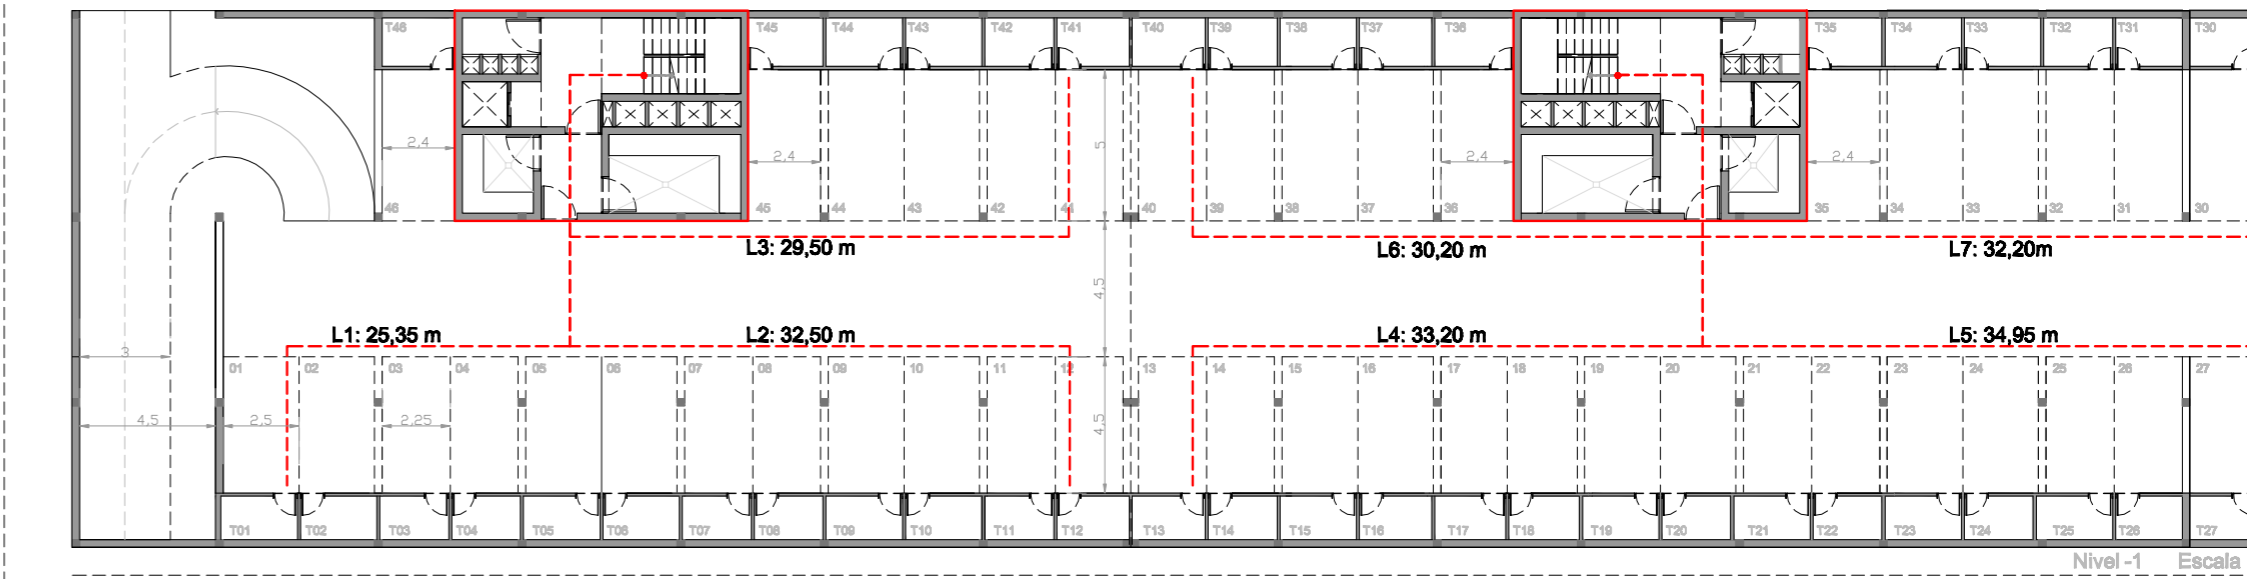 T46 T45 T44 T43 T42 T41 T40 T39 T38 T37 T36 T35 T34 T33 T32 T31 T30
2,4 2,4 5 2,4 2,4
46 45 44 43 42 41 40 39 38 37 36 35 34 33 32 31 30
L3: 29,50 m L6: 30,20 m L7: 32,20m
4,5
L1: 25,35 m L2: 32,50 m L4: 33,20 m L5: 34,95 m
3
01 02 03 04 05 06 07 08 09 10 11 12 13 14 15 16 17 18 19 20 21 22 23 24 25 26 27
4,5 2,5 2,25 4,5
T01 T02 T03 T04 T05 T06 T07 T08 T09 T10 T11 T12 T13 T14 T15 T16 T17 T18 T19 T20 T21 T22 T23 T24 T25 T26 T27
Nivel -1 Escala